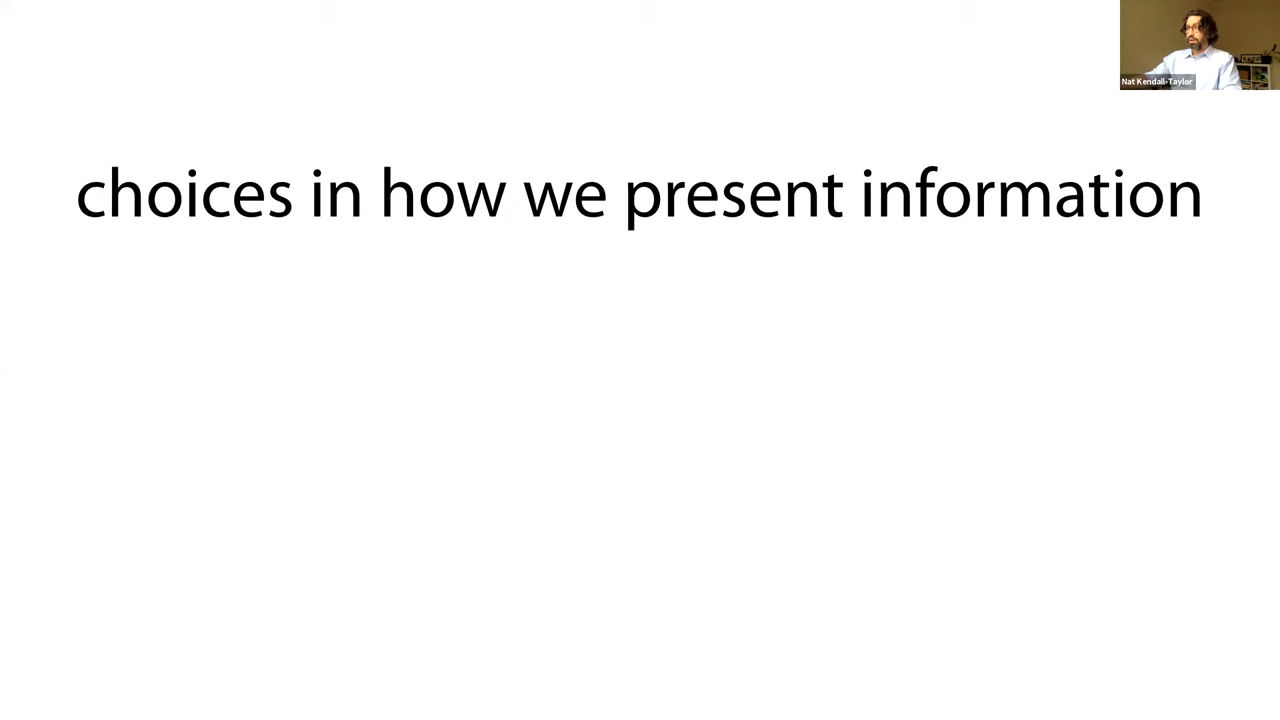 Nat Kendall-Taylor
choices in how we present information